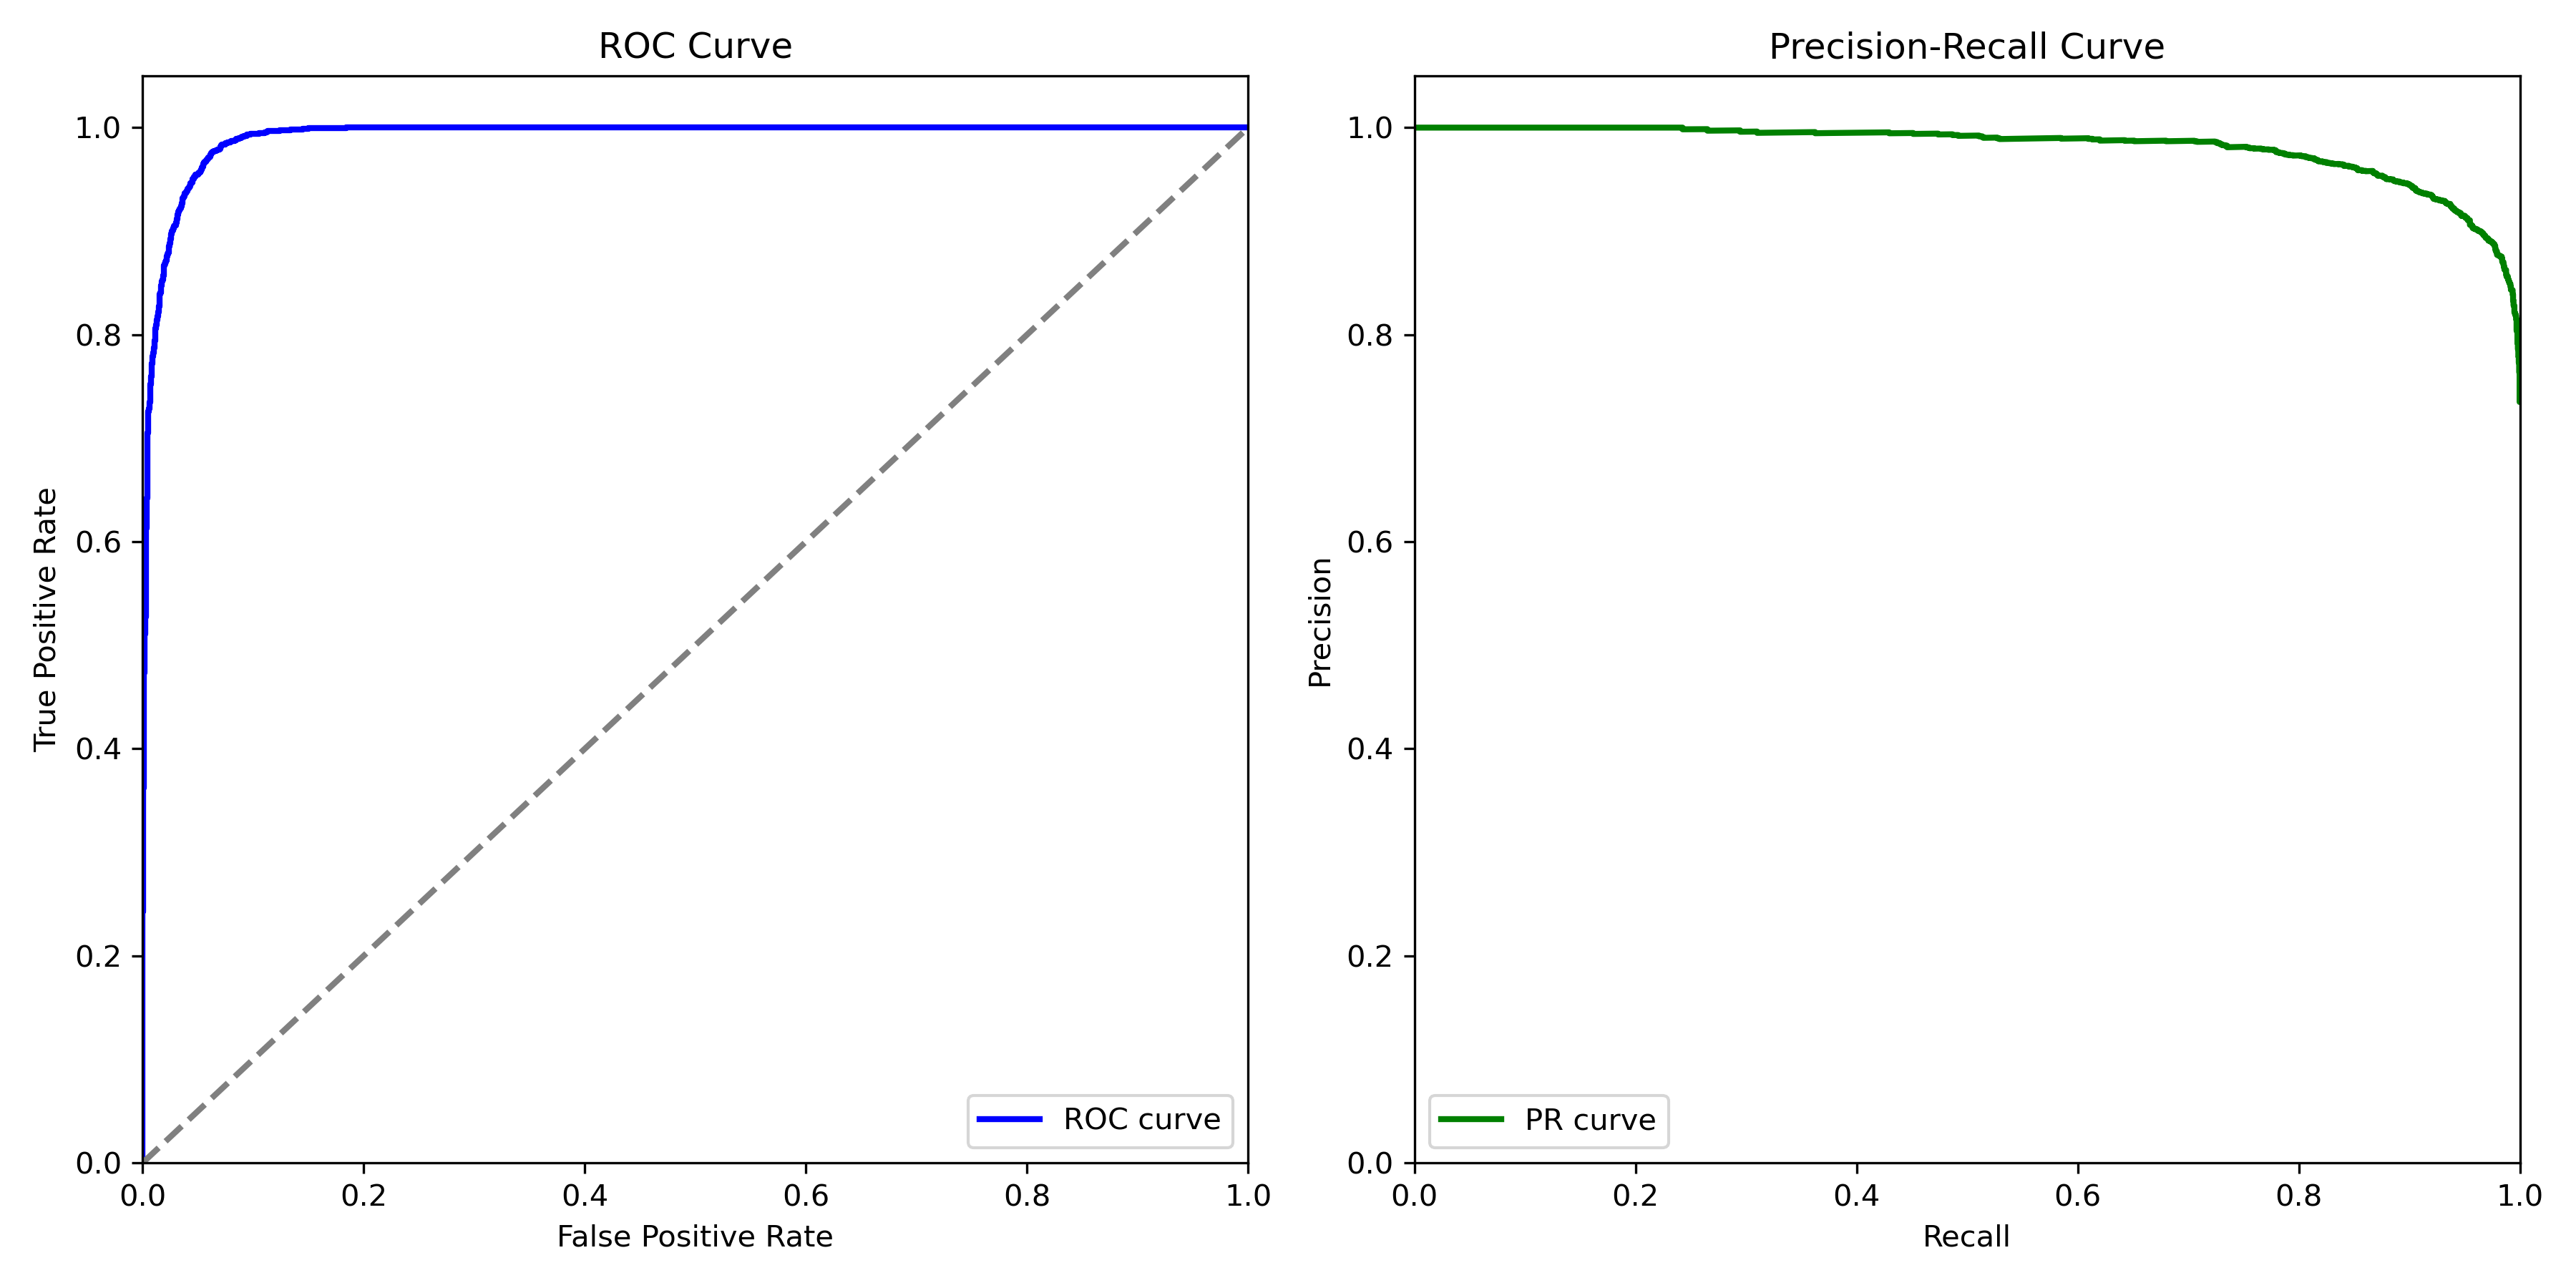 ROC Curve
True Positive Rate
1.0
0.8
0.6
0.4
0.2
0.0
0.0 0.2 0.4 0.6 0.8 1.0
False Positive Rate
ROC curve
Precision-Recall Curve
Precision
1.0
0.8
0.6
0.4
0.2
0.0
0.0 0.2 0.4 0.6 0.8 1.0
Recall
PR curve